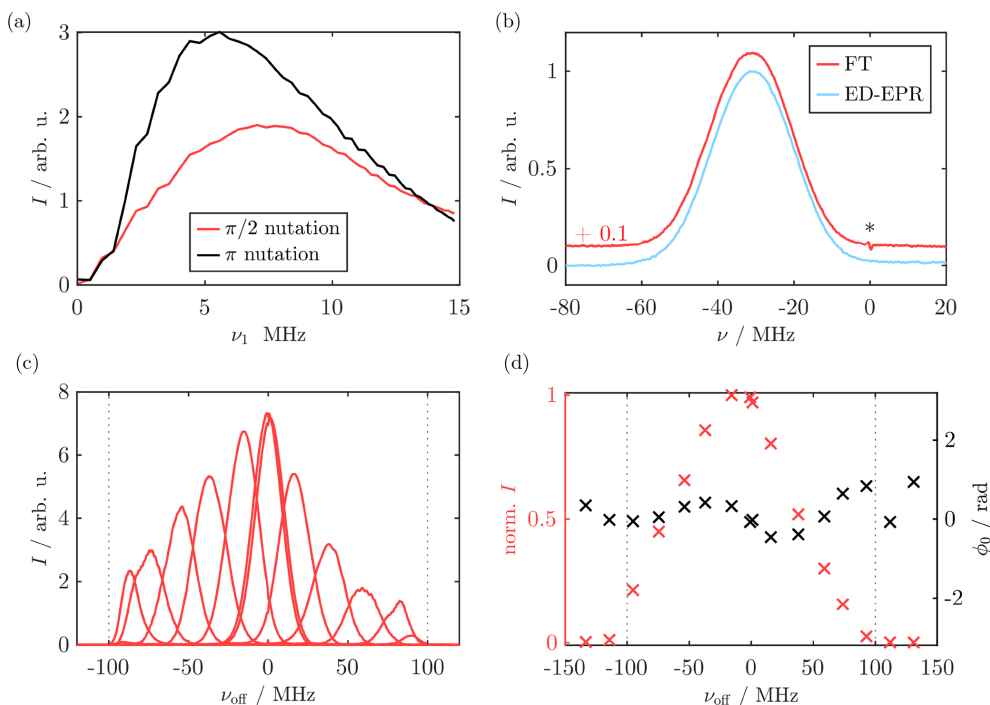 (a)
3
2
1
0
I / arb. u.
π/2 nutation
π nutation
0 5 10 15
ν₁ MHz
(b)
1
0.5
0
I / arb. u.
FT
ED-EPR
+ 0.1
*
-80 -60 -40 -20 0 20
ν / MHz
(c)
8
6
4
2
0
I / arb. u.
-100 -50 0 50 100
ν_off / MHz
(d)
1
0.5
0
norm. I
2
0
-2
ϕ₀ / rad
-150 -100 -50 0 50 100 150
ν_off / MHz